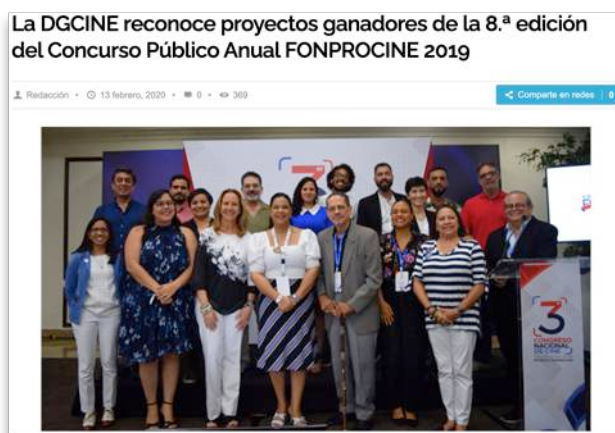 La DGCINE reconoce proyectos ganadores de la 8.ª edición
del Concurso Público Anual FONPROCINE 2019
Redacción • 13 febrero, 2020 • 0 • 369
Comparte en redes 0
3
3
CONGRESO
NACIONAL
DE CINE